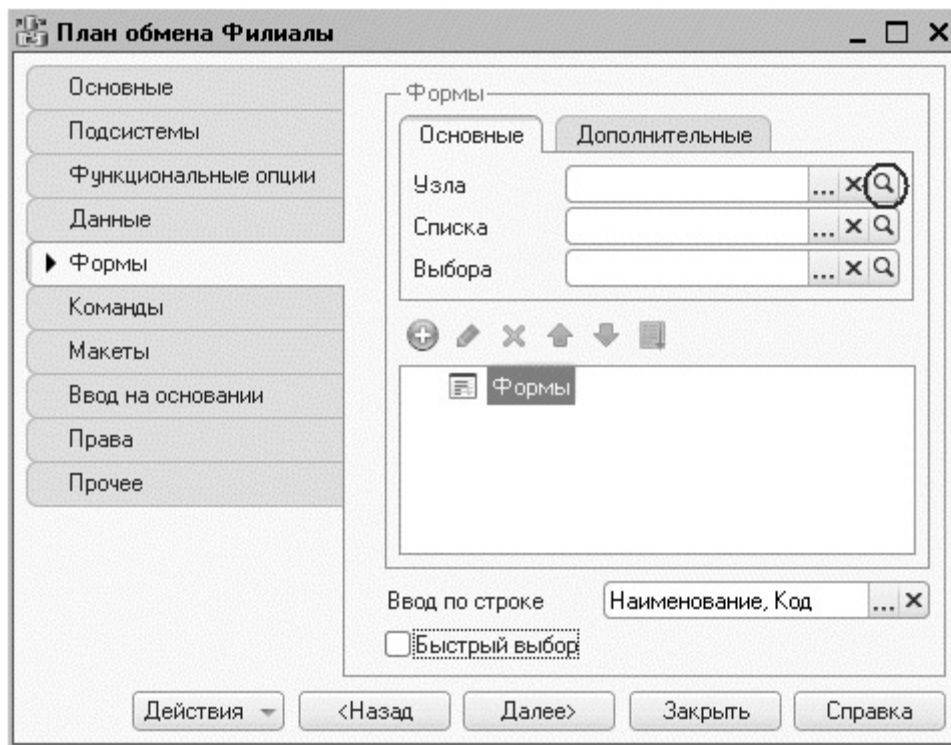 План обмена Филиалы
Основные
Подсистемы
Функциональные опции
Данные
Формы
Команды
Макеты
Ввод на основании
Права
Прочее
Формы
Основные Дополнительные
Узла ...
Списка ...
Выбора ...
Формы
Ввод по строке Наименование, Код ...
Быстрый выбор
Действия <Назад Далее> Закрыть Справка